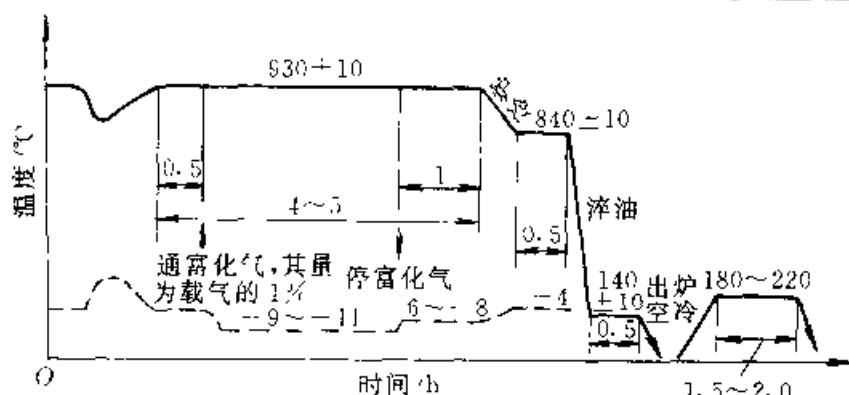 930±10
炉冷
840±10
温度/℃
0.5
1
4～5
淬油
0.5
通富化气,其量
为载气的1%
停富化气
-9～-11
6～-8
-4
140
±10
出炉
空冷
180～220
0.5
O
时间/h
1.5～2.0